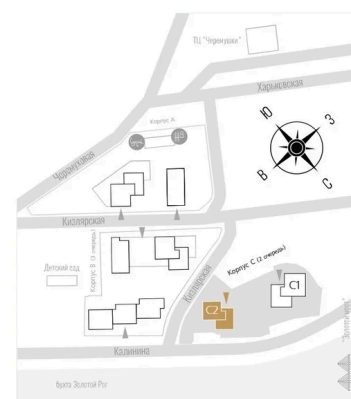 ТЦ "Черемушки"
Харьковская
Корпус А
Ю
З
В
С
Черемуховая
Кизлярская
Корпус В (3 очередь)
Детский сад
Кизлярская
Корпус С (2 очередь)
С1
С2
Калинина
бухта Золотой Рог